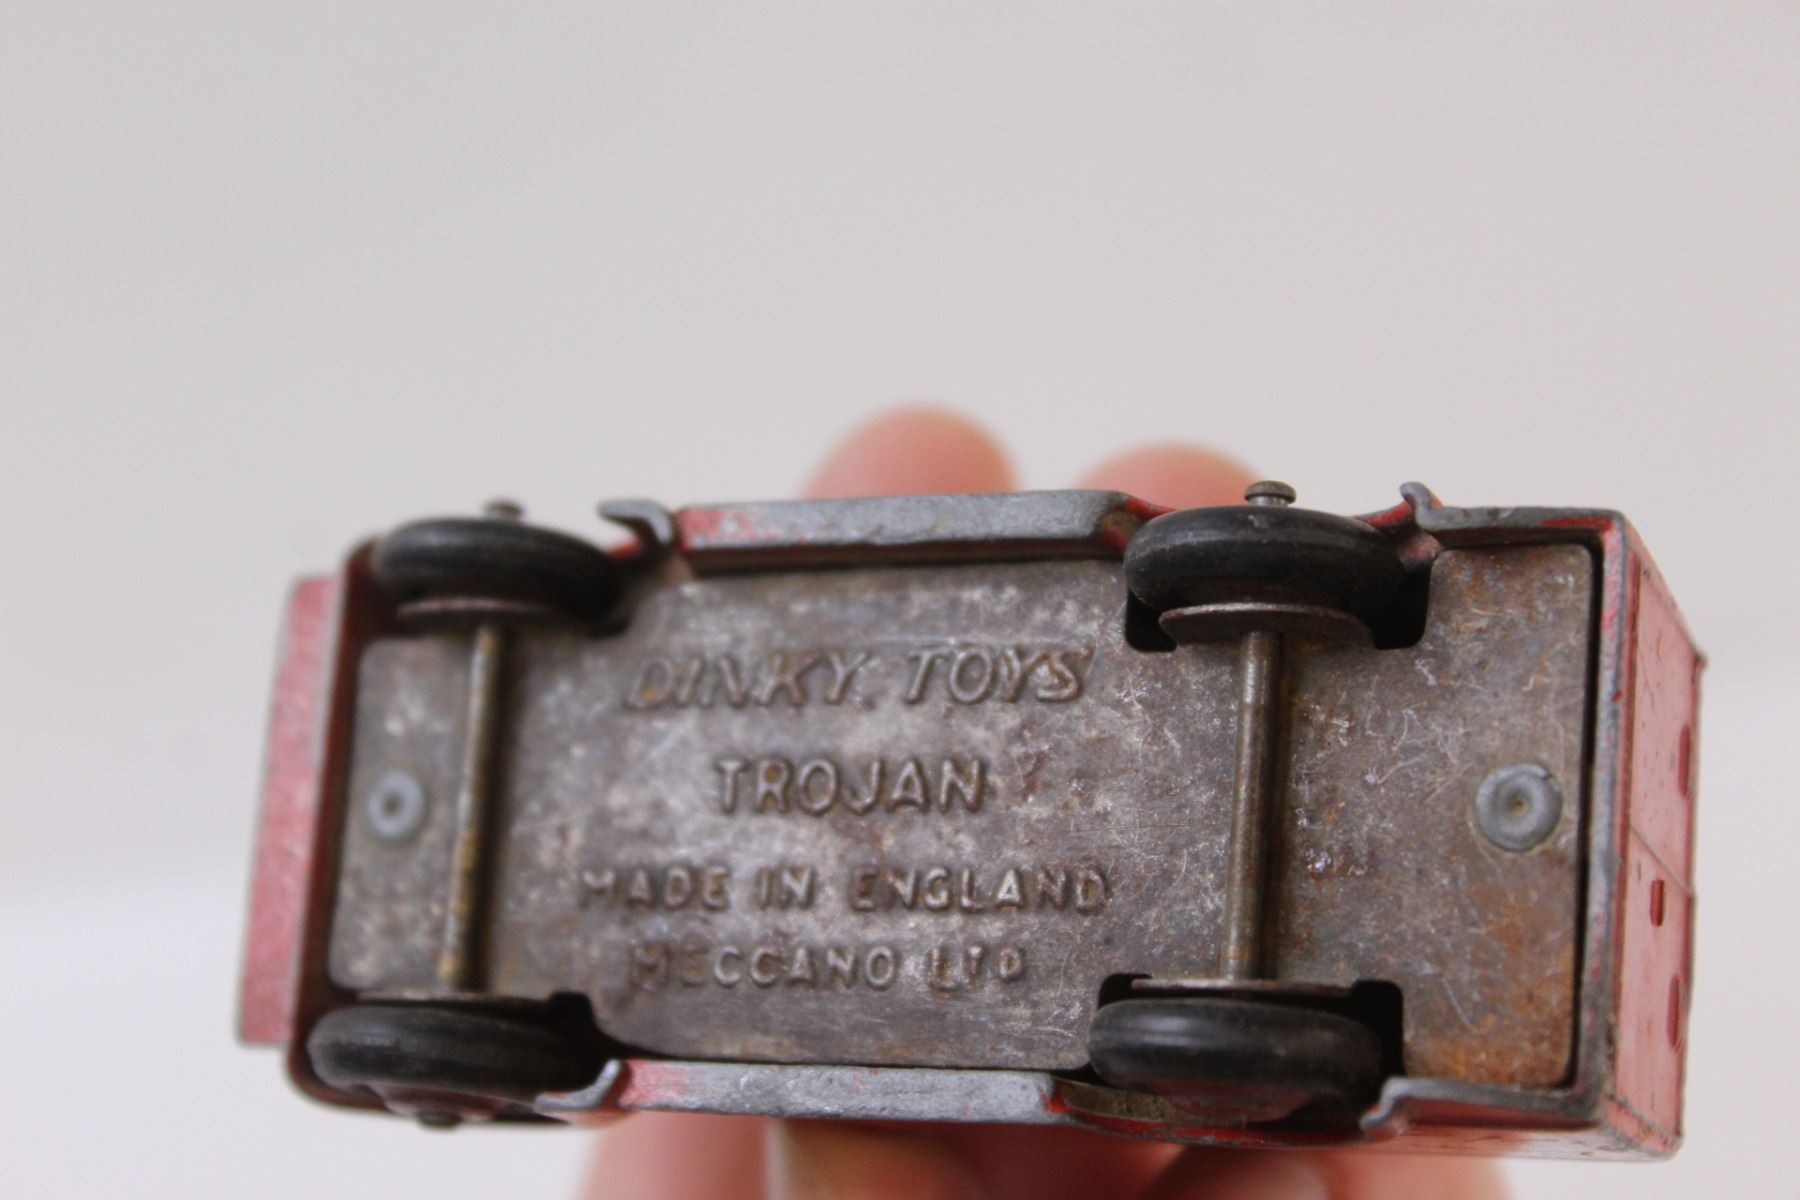 DINKY TOYS
TROJAN
MADE IN ENGLAND
MECCANO LTD